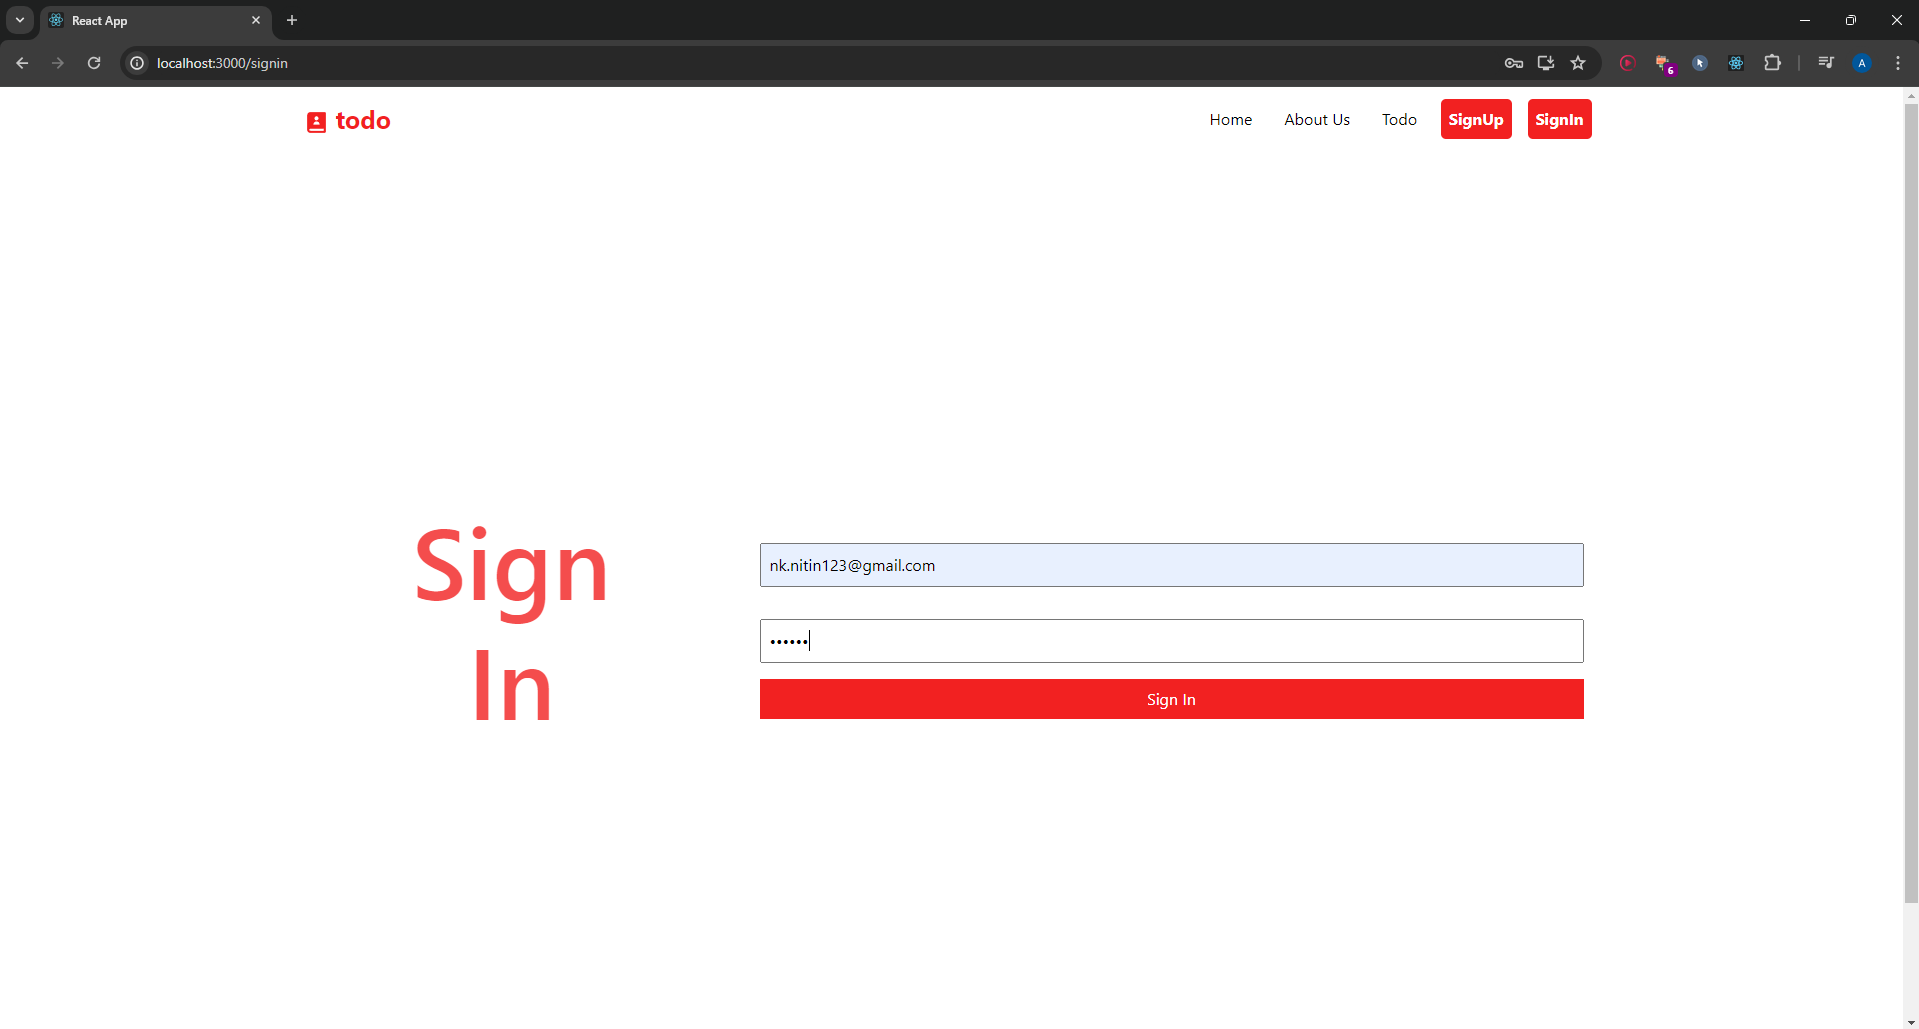 React App
localhost:3000/signin
6
A
todo
Home About Us Todo SignUp SignIn
Sign
In
nk.nitin123@gmail.com
••••••
Sign In